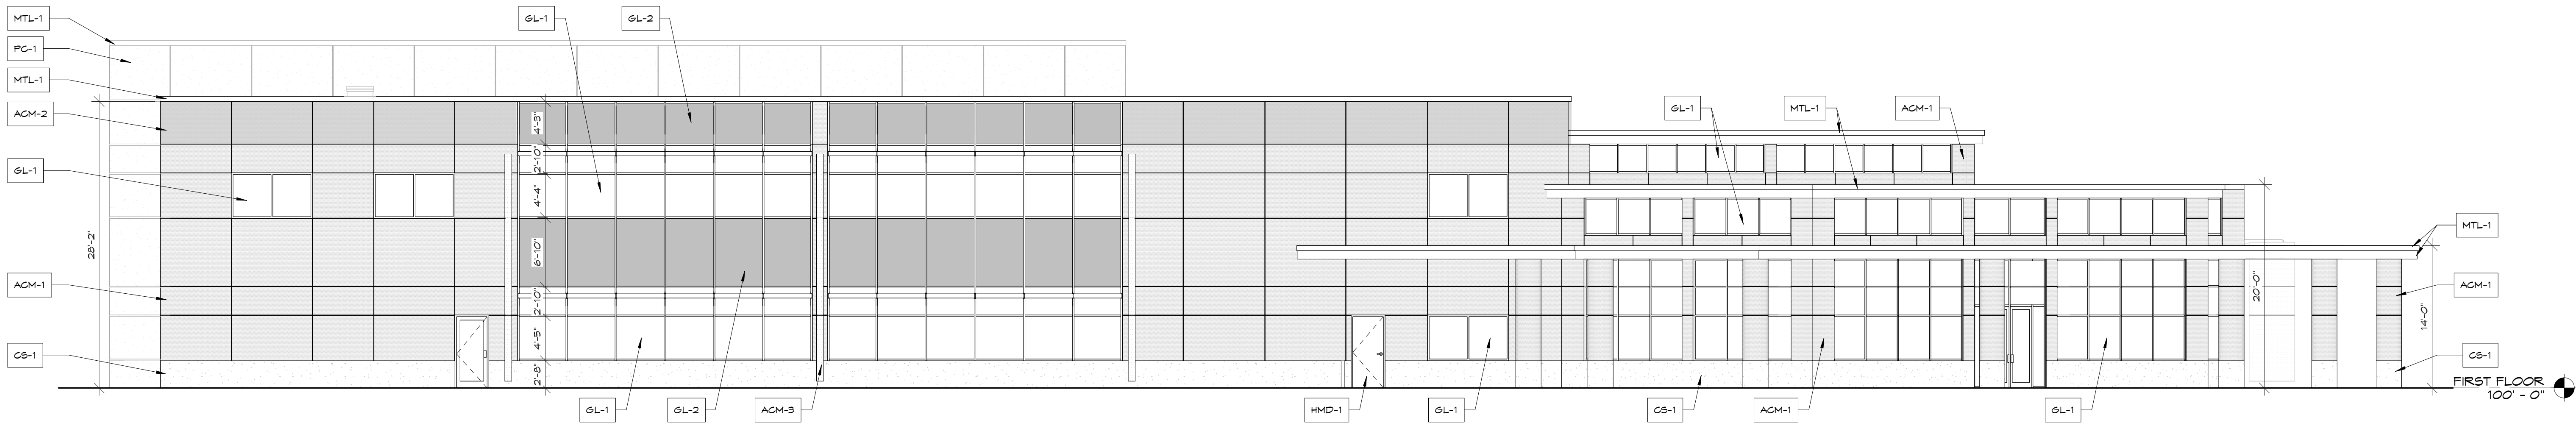 MTL-1
PC-1
MTL-1
ACM-2
GL-1
ACM-1
CS-1
28'-2"
GL-1
GL-2
4'-3"
2'-10"
4'-4"
6'-10"
2'-10"
4'-5"
2'-8"
GL-1
GL-2
ACM-3
HMD-1
GL-1
CS-1
ACM-1
GL-1
GL-1
MTL-1
ACM-1
MTL-1
ACM-1
CS-1
20'-0"
14'-0"
FIRST FLOOR
100' - 0"